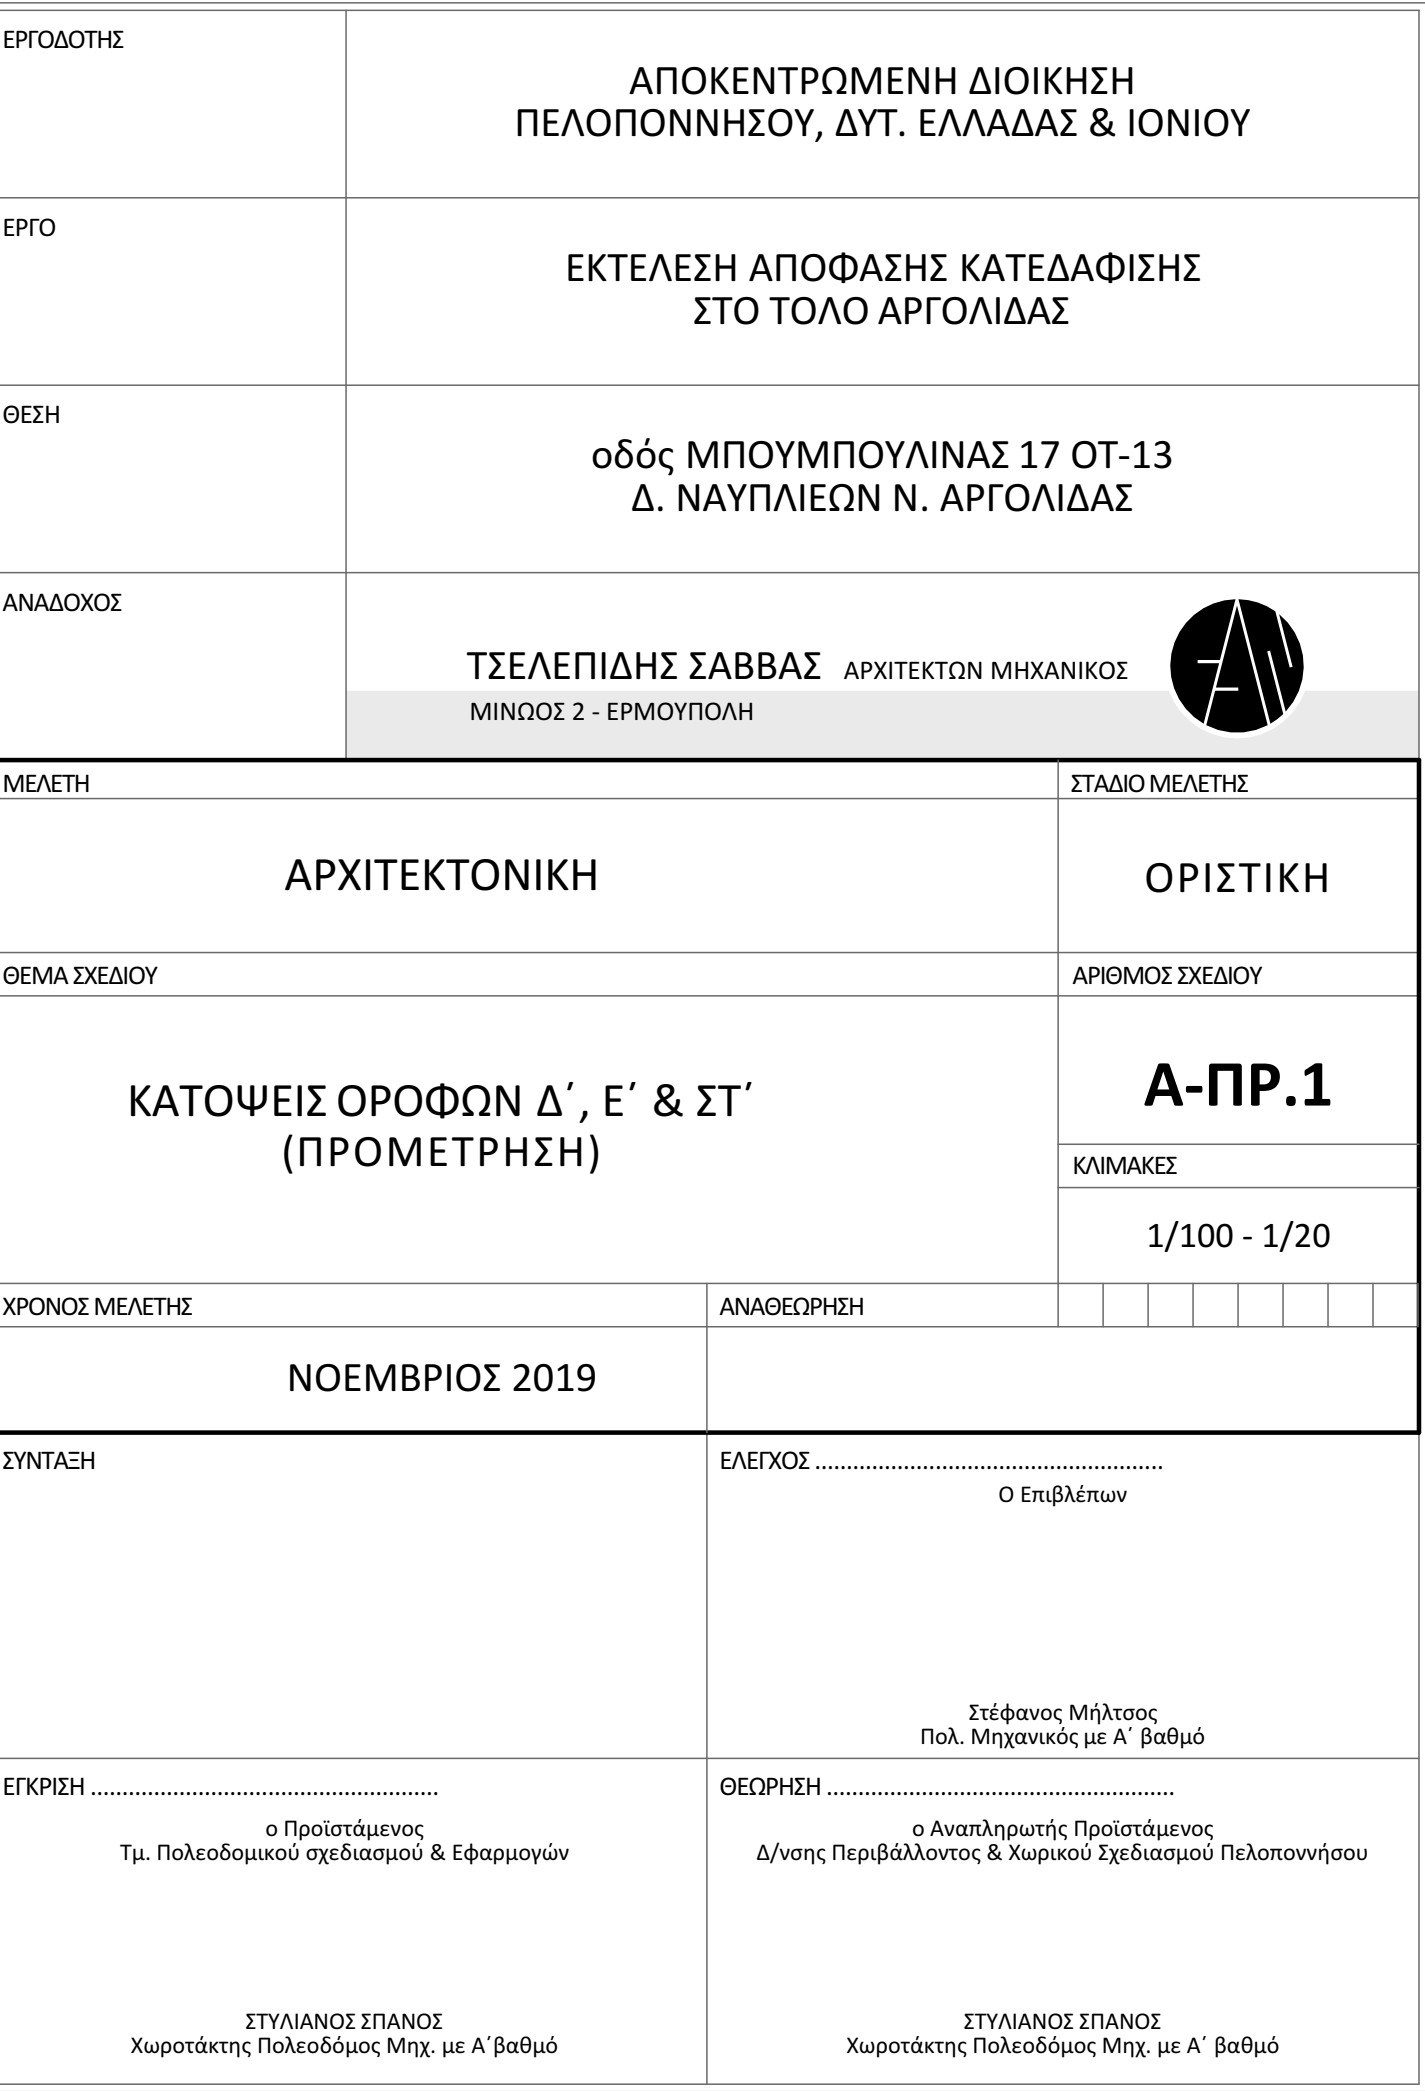 ΕΡΓΟΔΟΤΗΣ
ΑΠΟΚΕΝΤΡΩΜΕΝΗ ΔΙΟΙΚΗΣΗ
ΠΕΛΟΠΟΝΝΗΣΟΥ, ΔΥΤ. ΕΛΛΑΔΑΣ & ΙΟΝΙΟΥ
ΕΡΓΟ
ΕΚΤΕΛΕΣΗ ΑΠΟΦΑΣΗΣ ΚΑΤΕΔΑΦΙΣΗΣ
ΣΤΟ ΤΟΛΟ ΑΡΓΟΛΙΔΑΣ
ΘΕΣΗ
οδός ΜΠΟΥΜΠΟΥΛΙΝΑΣ 17 ΟΤ-13
Δ. ΝΑΥΠΛΙΕΩΝ Ν. ΑΡΓΟΛΙΔΑΣ
ΑΝΑΔΟΧΟΣ
ΤΣΕΛΕΠΙΔΗΣ ΣΑΒΒΑΣ ΑΡΧΙΤΕΚΤΩΝ ΜΗΧΑΝΙΚΟΣ
ΜΙΝΩΟΣ 2 - ΕΡΜΟΥΠΟΛΗ
ΜΕΛΕΤΗ
ΣΤΑΔΙΟ ΜΕΛΕΤΗΣ
ΑΡΧΙΤΕΚΤΟΝΙΚΗ
ΟΡΙΣΤΙΚΗ
ΘΕΜΑ ΣΧΕΔΙΟΥ
ΑΡΙΘΜΟΣ ΣΧΕΔΙΟΥ
ΚΑΤΟΨΕΙΣ ΟΡΟΦΩΝ Δ΄, Ε΄ & ΣΤ΄
(ΠΡΟΜΕΤΡΗΣΗ)
Α-ΠΡ.1
ΚΛΙΜΑΚΕΣ
1/100 - 1/20
ΧΡΟΝΟΣ ΜΕΛΕΤΗΣ
ΑΝΑΘΕΩΡΗΣΗ
ΝΟΕΜΒΡΙΟΣ 2019
ΣΥΝΤΑΞΗ
ΕΛΕΓΧΟΣ .......................................................
Ο Επιβλέπων
Στέφανος Μήλτσος
Πολ. Μηχανικός με Α΄ βαθμό
ΕΓΚΡΙΣΗ .......................................................
ο Προϊστάμενος
Τμ. Πολεοδομικού σχεδιασμού & Εφαρμογών
ΣΤΥΛΙΑΝΟΣ ΣΠΑΝΟΣ
Χωροτάκτης Πολεοδόμος Μηχ. με Α΄βαθμό
ΘΕΩΡΗΣΗ .......................................................
ο Αναπληρωτής Προϊστάμενος
Δ/νσης Περιβάλλοντος & Χωρικού Σχεδιασμού Πελοποννήσου
ΣΤΥΛΙΑΝΟΣ ΣΠΑΝΟΣ
Χωροτάκτης Πολεοδόμος Μηχ. με Α΄ βαθμό